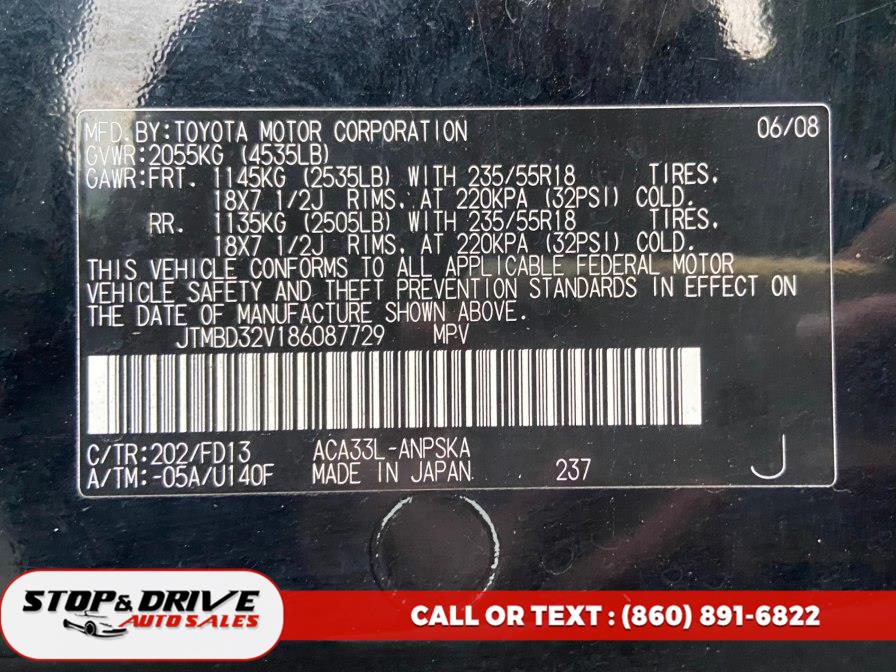 MFD.BY:TOYOTA MOTOR CORPORATION 06/08
GVWR:2055KG (4535LB)
GAWR:FRT. 1145KG (2535LB) WITH 235/55R18 TIRES.
18X7 1/2J RIMS, AT 220KPA (32PSI) COLD.
RR. 1135KG (2505LB) WITH 235/55R18 TIRES.
18X7 1/2J RIMS, AT 220KPA (32PSI) COLD.
THIS VEHICLE CONFORMS TO ALL APPLICABLE FEDERAL MOTOR
VEHICLE SAFETY AND THEFT PREVENTION STANDARDS IN EFFECT ON
THE DATE OF MANUFACTURE SHOWN ABOVE.
JTMBD32V186087729 MPV
C/TR:202/FD13 ACA33L-ANPSKA
A/TM:-05A/U140F MADE IN JAPAN 237 J
STOP & DRIVE
AUTO SALES
CALL OR TEXT : (860) 891-6822